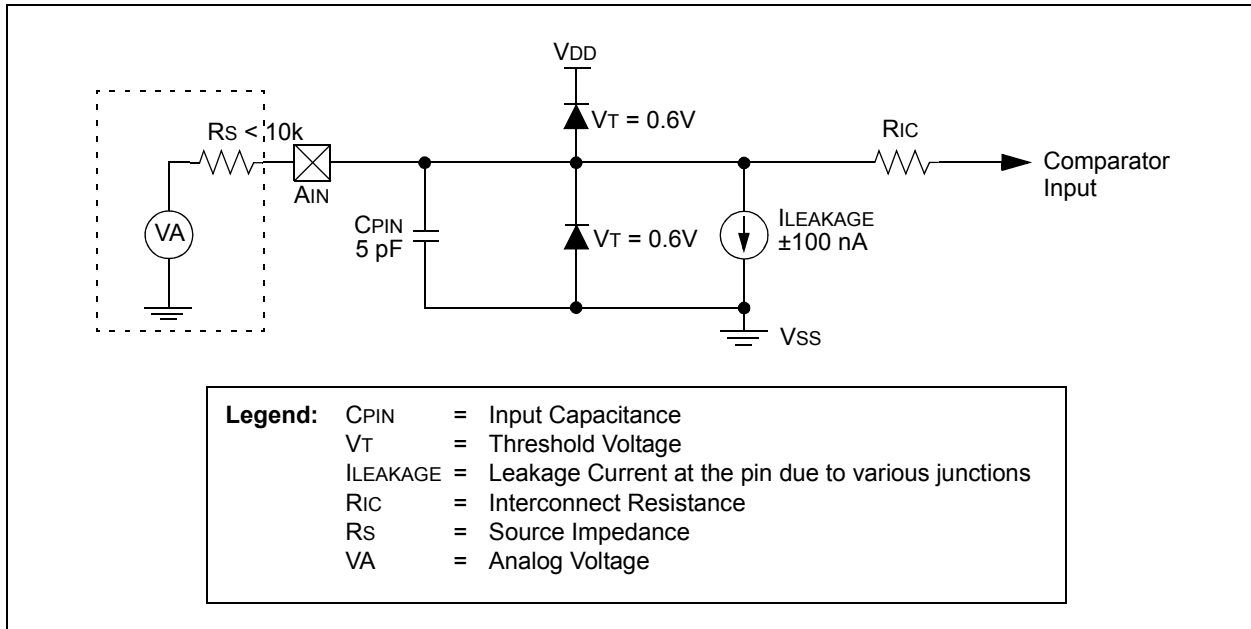 VDD
RS < 10k
VT = 0.6V
RIC
AIN
Comparator
Input
VA
CPIN
5 pF
VT = 0.6V
ILEAKAGE
±100 nA
VSS
Legend: CPIN = Input Capacitance
VT = Threshold Voltage
ILEAKAGE = Leakage Current at the pin due to various junctions
RIC = Interconnect Resistance
RS = Source Impedance
VA = Analog Voltage